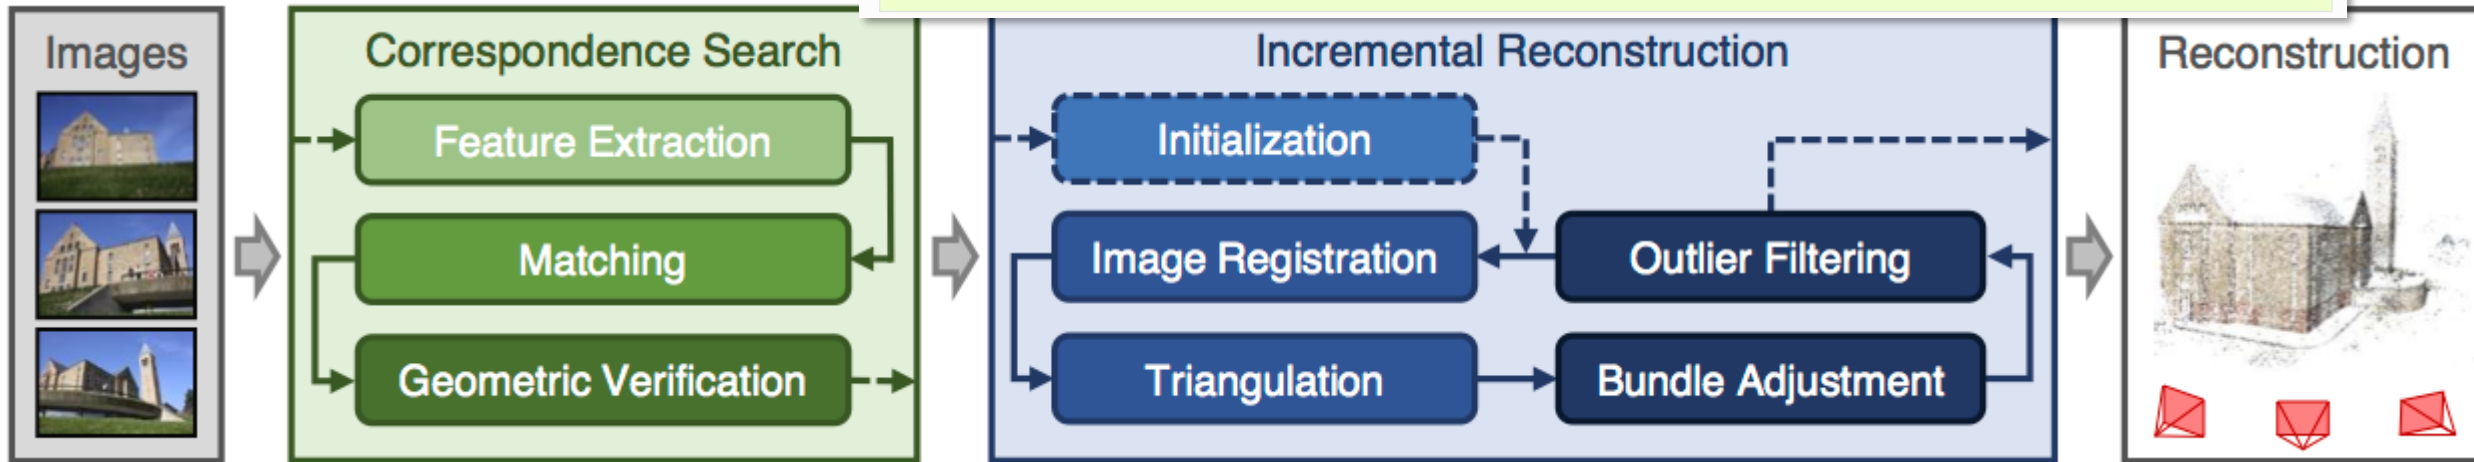 Images
Correspondence Search
Feature Extraction
Matching
Geometric Verification
Incremental Reconstruction
Initialization
Image Registration
Triangulation
Bundle Adjustment
Outlier Filtering
Reconstruction